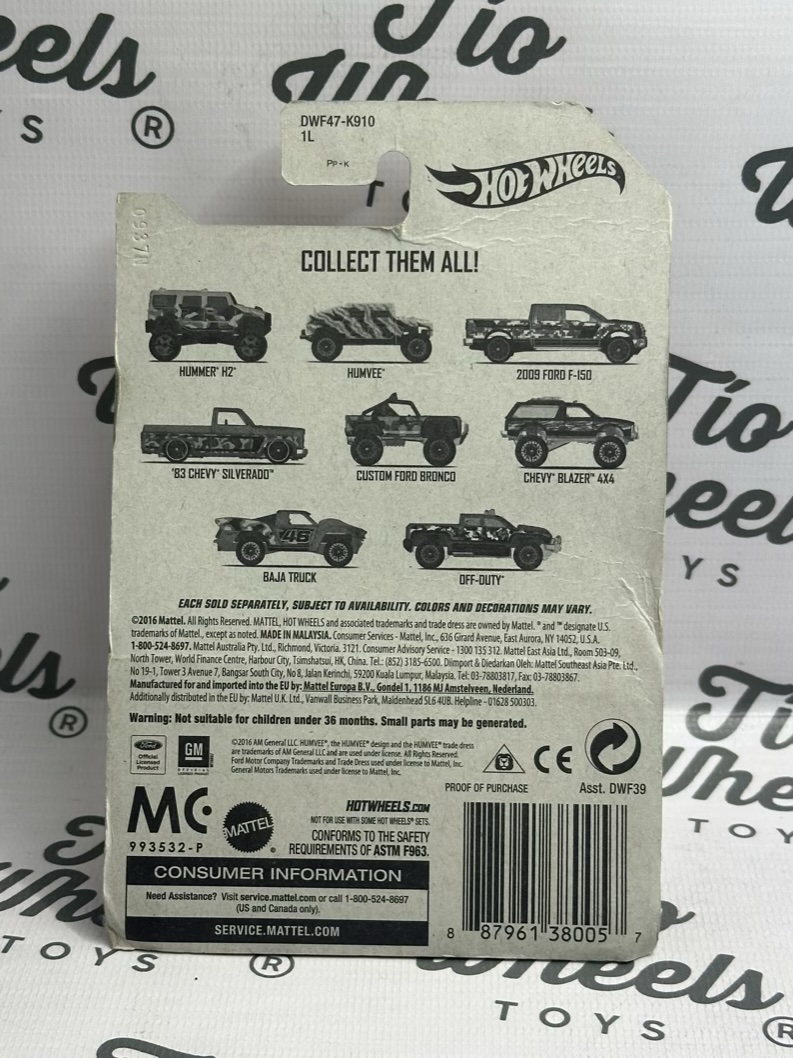 Tío
Wheels
TOYS
®
DWF47-K910
1L
PP-K
HOT WHEELS
COLLECT THEM ALL!
HUMMER® H2®
HUMVEE®
2009 FORD F-150
'83 CHEVY® SILVERADO™
CUSTOM FORD BRONCO
CHEVY® BLAZER™ 4X4
46
BAJA TRUCK
OFF-DUTY®
EACH SOLD SEPARATELY, SUBJECT TO AVAILABILITY. COLORS AND DECORATIONS MAY VARY.
©2016 Mattel. All Rights Reserved. MATTEL, HOT WHEELS and associated trademarks and trade dress are owned by Mattel. ® and ™ designate U.S.
trademarks of Mattel, except as noted. MADE IN MALAYSIA. Consumer Services - Mattel, Inc., 636 Girard Avenue, East Aurora, NY 14052, U.S.A.
1-800-524-8697. Mattel Australia Pty. Ltd., Richmond, Victoria. 3121. Consumer Advisory Service - 1300 135 312. Mattel East Asia Ltd., Room 503-09,
North Tower, World Finance Centre, Harbour City, Tsimshatsui, HK, China. Tel.: (852) 3185-6500. Diimport & Diedarkan Oleh: Mattel Southeast Asia Pte. Ltd.,
No 19-1, Tower 3 Avenue 7, Bangsar South City, No 8, Jalan Kerinchi, 59200 Kuala Lumpur, Malaysia. Tel: 03-78803817, Fax: 03-78803867.
Manufactured for and imported into the EU by: Mattel Europa B.V., Gondel 1, 1186 MJ Amstelveen, Nederland.
Additionally distributed in the EU by: Mattel U.K. Ltd., Vanwall Business Park, Maidenhead SL6 4UB. Helpline - 01628 500303.
Warning: Not suitable for children under 36 months. Small parts may be generated.
Ford
Official
Licensed
Product
GM
©2016 AM General LLC. HUMVEE®, the HUMVEE® design and the HUMVEE® trade dress
are trademarks of AM General LLC and are used under license. All Rights Reserved.
Ford Motor Company Trademarks and Trade Dress used under license to Mattel, Inc.
General Motors Trademarks used under license to Mattel, Inc.
CE
PROOF OF PURCHASE
Asst. DWF39
MC
993532-P
MATTEL
®
HOTWHEELS.COM
NOT FOR USE WITH SOME HOT WHEELS® SETS.
CONFORMS TO THE SAFETY
REQUIREMENTS OF ASTM F963.
CONSUMER INFORMATION
Need Assistance? Visit service.mattel.com or call 1-800-524-8697
(US and Canada only).
SERVICE.MATTEL.COM
8 87961 38005 7